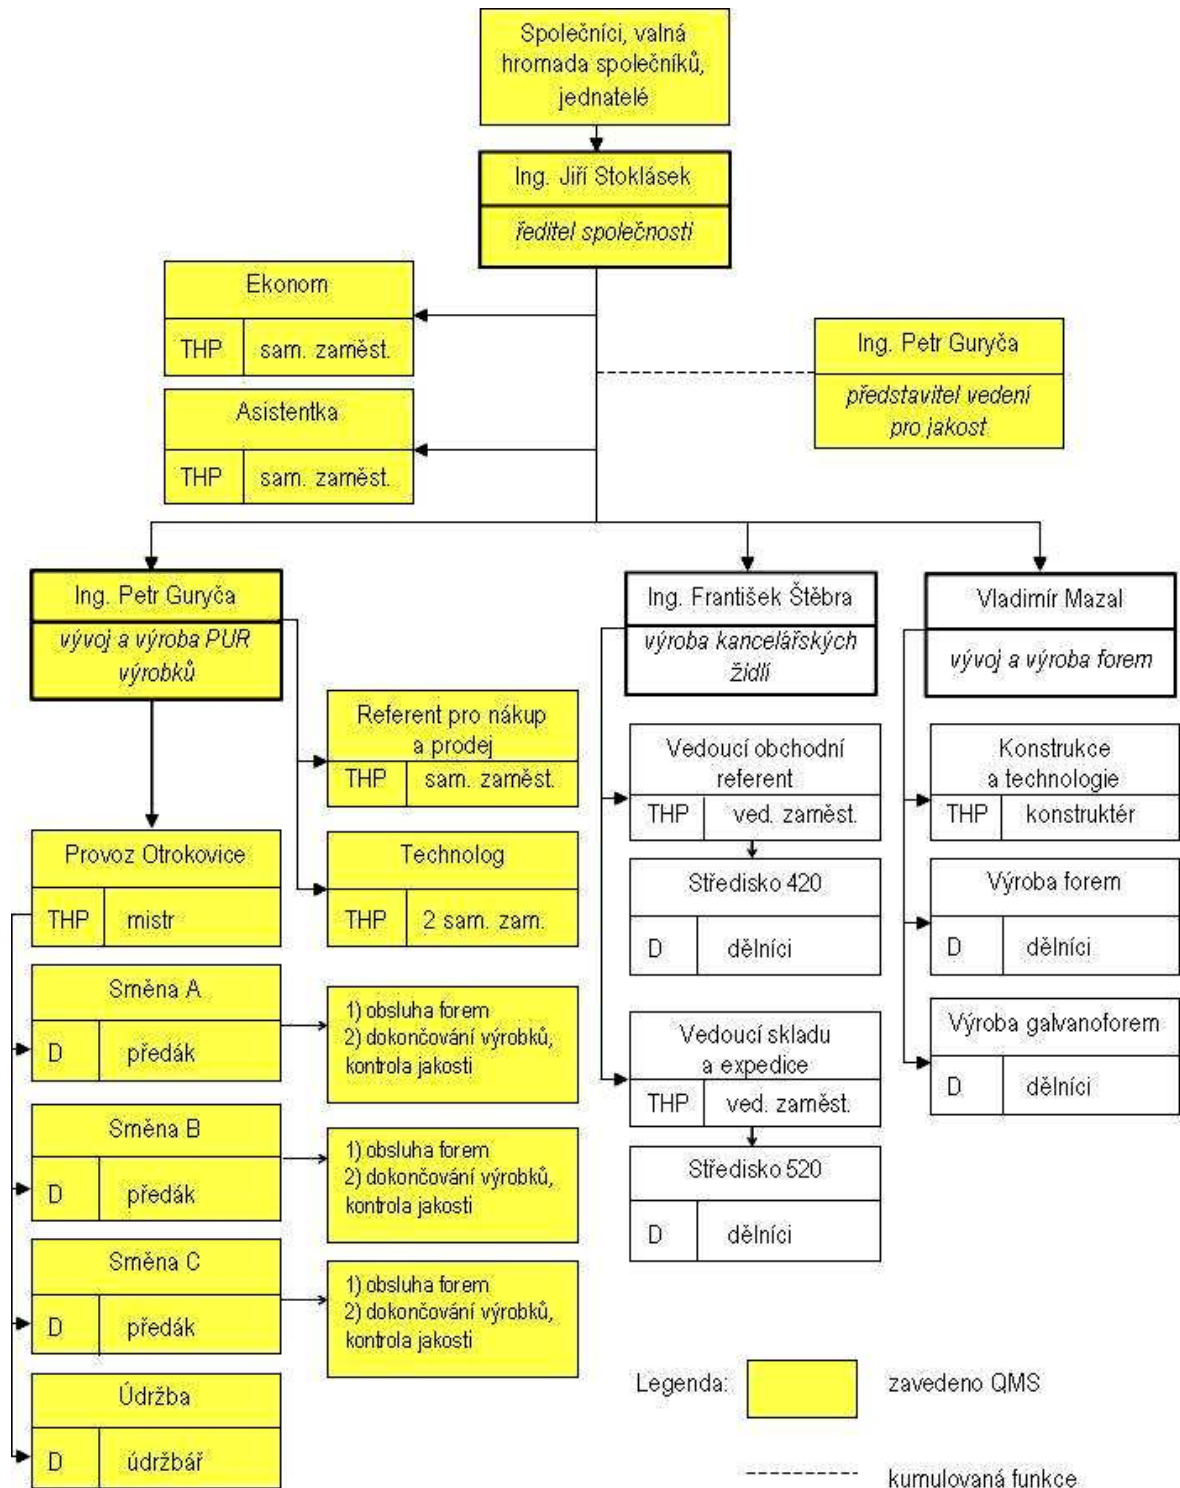 Společníci, valná
hromada společníků,
jednatelé
Ing. Jiří Stoklásek
ředitel společnosti
Ekonom
THP sam. zaměst.
Ing. Petr Guryča
představitel vedení
pro jakost
Asistentka
THP sam. zaměst.
Ing. Petr Guryča
vývoj a výroba PUR
výrobků
Referent pro nákup
a prodej
THP sam. zaměst.
Technolog
THP 2 sam. zam.
Provoz Otrokovice
THP mistr
Směna A
D předák
1) obsluha forem
2) dokončování výrobků,
kontrola jakosti
Směna B
D předák
1) obsluha forem
2) dokončování výrobků,
kontrola jakosti
Směna C
D předák
1) obsluha forem
2) dokončování výrobků,
kontrola jakosti
Údržba
D údržbář
Ing. František Štěbra
výroba kancelářských
židlí
Vedoucí obchodní
referent
THP ved. zaměst.
Středisko 420
D dělníci
Vedoucí skladu
a expedice
THP ved. zaměst.
Středisko 520
D dělníci
Vladimír Mazal
vývoj a výroba forem
Konstrukce
a technologie
THP konstruktér
Výroba forem
D dělníci
Výroba galvanoforem
D dělníci
Legenda: zavedeno QMS
kumulovaná funkce